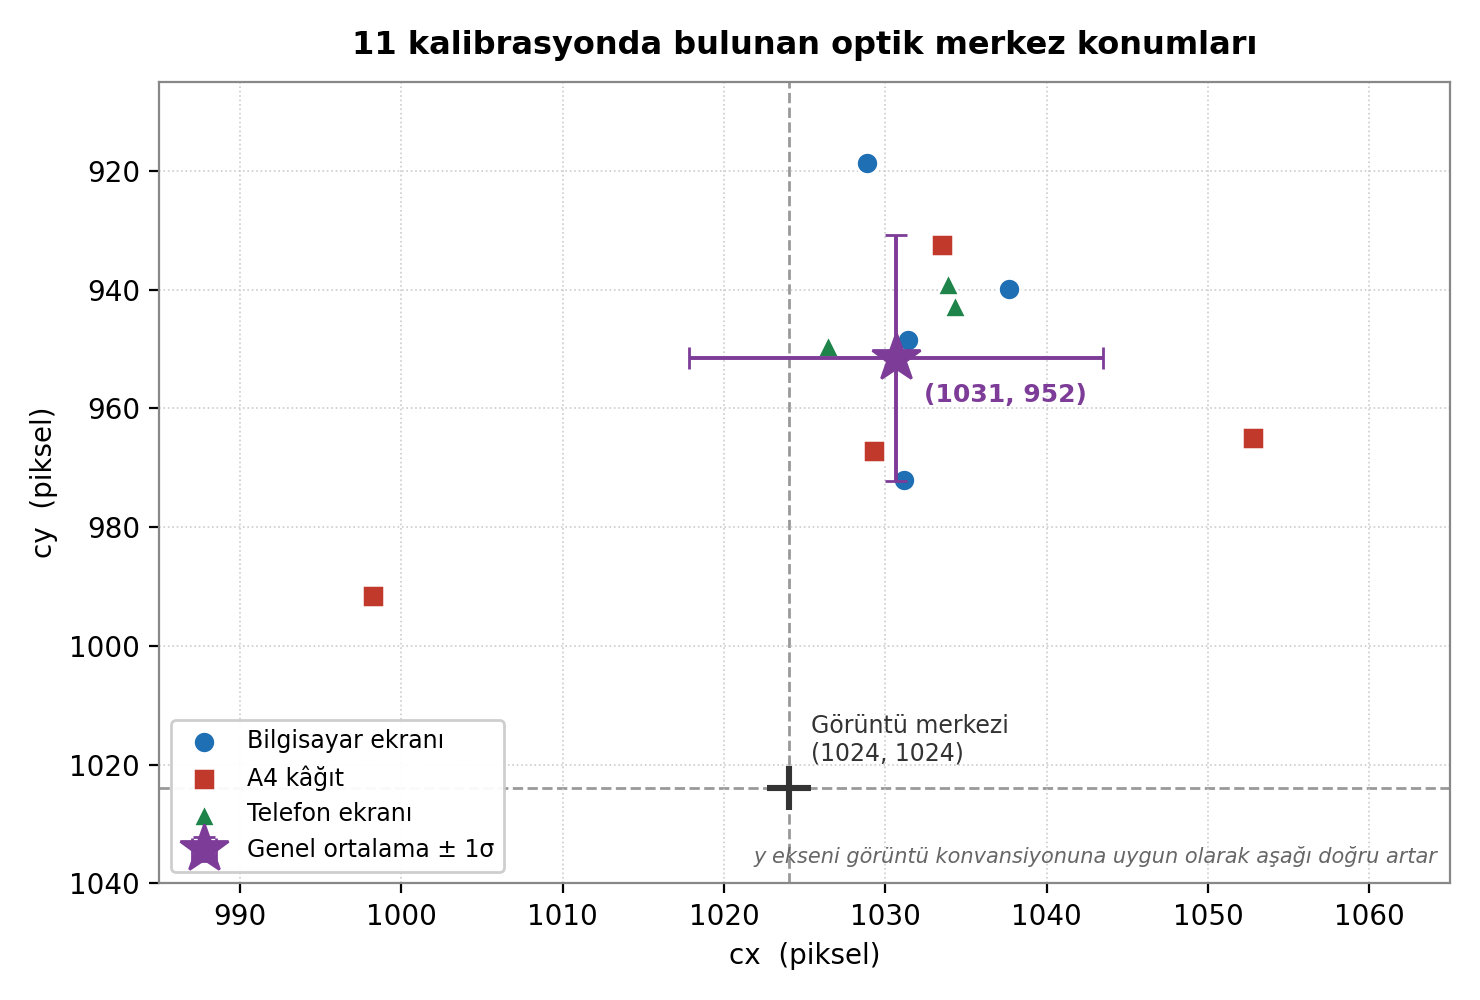 11 kalibrasyonda bulunan optik merkez konumları
920
940
960
980
1000
1020
1040
cy (piksel)
(1031, 952)
Görüntü merkezi
(1024, 1024)
Bilgisayar ekranı
A4 kâğıt
Telefon ekranı
Genel ortalama ± 1σ
y ekseni görüntü konvansiyonuna uygun olarak aşağı doğru artar
990 1000 1010 1020 1030 1040 1050 1060
cx (piksel)